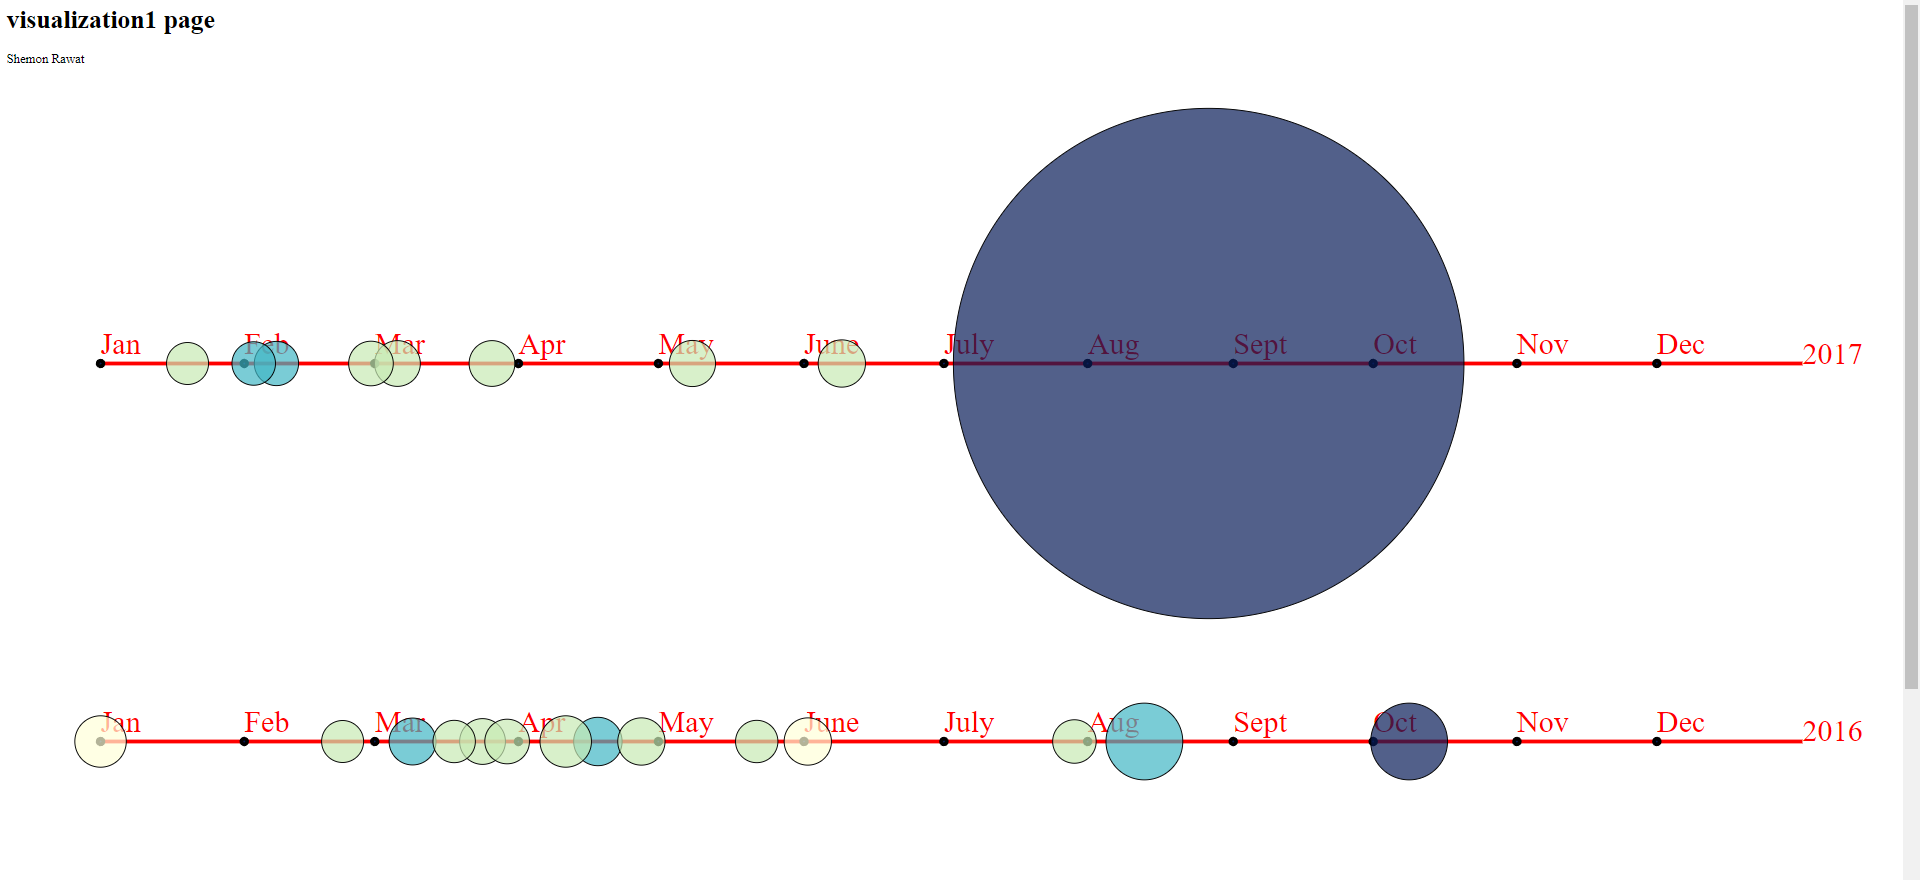 visualization1 page
Shemon Rawat
Jan Feb Mar Apr May June July Aug Sept Oct Nov Dec 2017
Jan Feb Mar Apr May June July Aug Sept Oct Nov Dec 2016